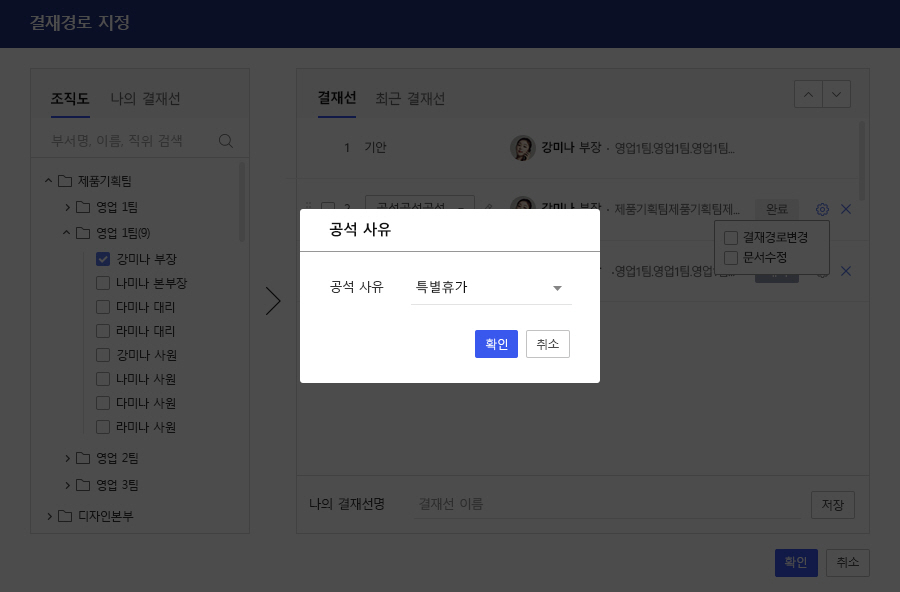 결재경로 지정
조직도 나의 결재선
부서명, 이름, 직위 검색
제품기획팀
영업 1팀
영업 1팀(9)
강미나 부장
나미나 본부장
다미나 대리
라미나 대리
강미나 사원
나미나 사원
다미나 사원
라미나 사원
영업 2팀
영업 3팀
디자인본부
결재선 최근 결재선
1 기안 강미나 부장 · 영업1팀,영업1팀,영업1팀...
2 공석공석공석 강미나 부장 · 제품기획팀제품기획팀제... 완료
결재경로변경
문서수정
· 영업1팀,영업1팀,영업1팀...
공석 사유
공석 사유 특별휴가
확인 취소
나의 결재선명 결재선 이름 저장
확인 취소